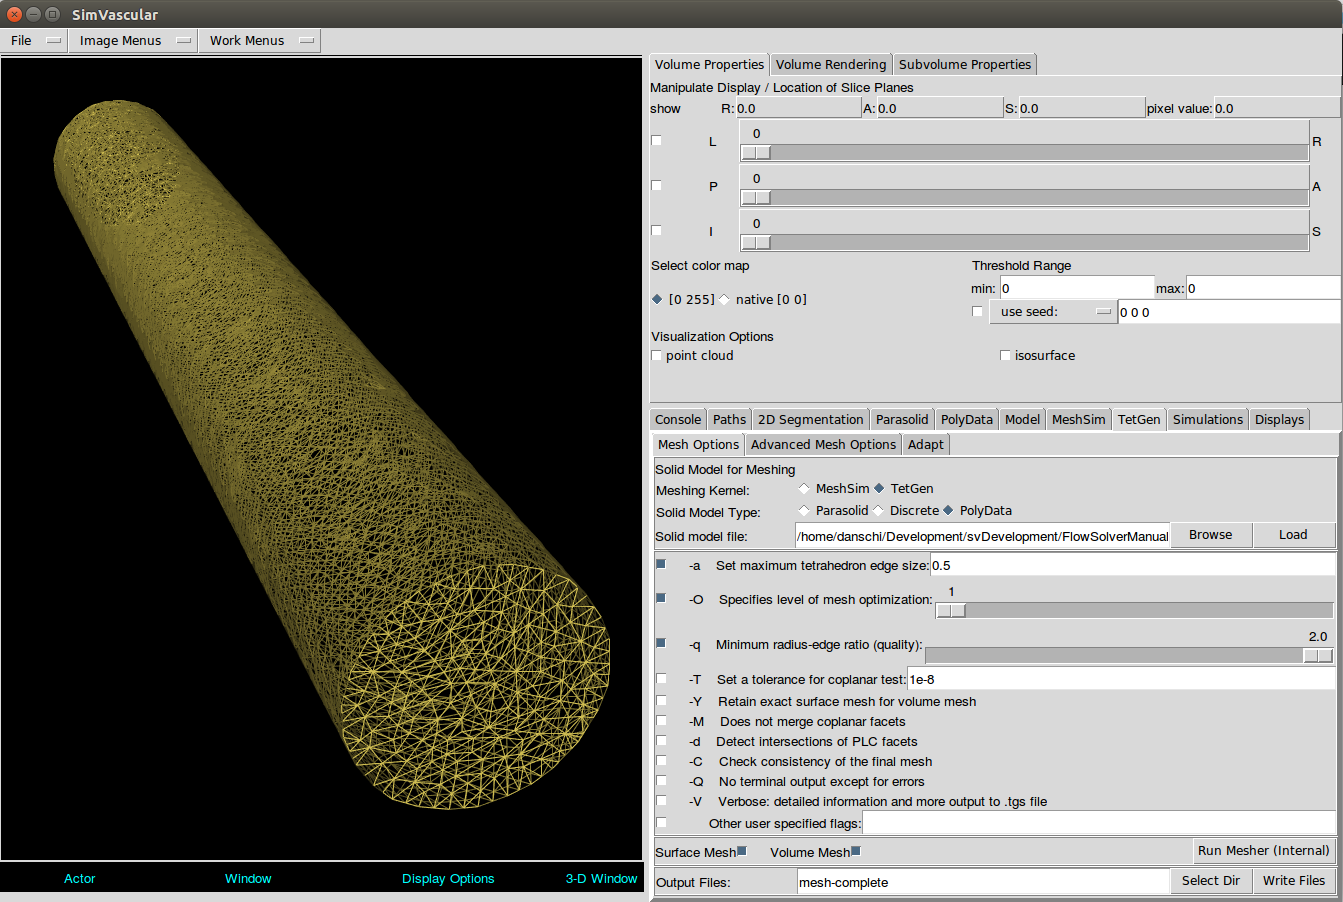 SimVascular
File Image Menus Work Menus
Volume Properties Volume Rendering Subvolume Properties
Manipulate Display / Location of Slice Planes
show R: 0.0 A: 0.0 S: 0.0 pixel value: 0.0
0
L R
0
P A
0
I S
Select color map Threshold Range
min: 0 max: 0
[0 255] native [0 0]
use seed: 0 0 0
Visualization Options
point cloud isosurface
Console Paths 2D Segmentation Parasolid PolyData Model MeshSim TetGen Simulations Displays
Mesh Options Advanced Mesh Options Adapt
Solid Model for Meshing
Meshing Kernel: MeshSim TetGen
Solid Model Type: Parasolid Discrete PolyData
Solid model file: /home/danschi/Development/svDevelopment/FlowSolverManual Browse Load
-a Set maximum tetrahedron edge size: 0.5
1
-O Specifies level of mesh optimization:
2.0
-q Minimum radius-edge ratio (quality):
-T Set a tolerance for coplanar test: 1e-8
-Y Retain exact surface mesh for volume mesh
-M Does not merge coplanar facets
-d Detect intersections of PLC facets
-C Check consistency of the final mesh
-Q No terminal output except for errors
-V Verbose: detailed information and more output to .tgs file
Other user specified flags:
Surface Mesh Volume Mesh Run Mesher (Internal)
Output Files: mesh-complete Select Dir Write Files
Actor Window Display Options 3-D Window